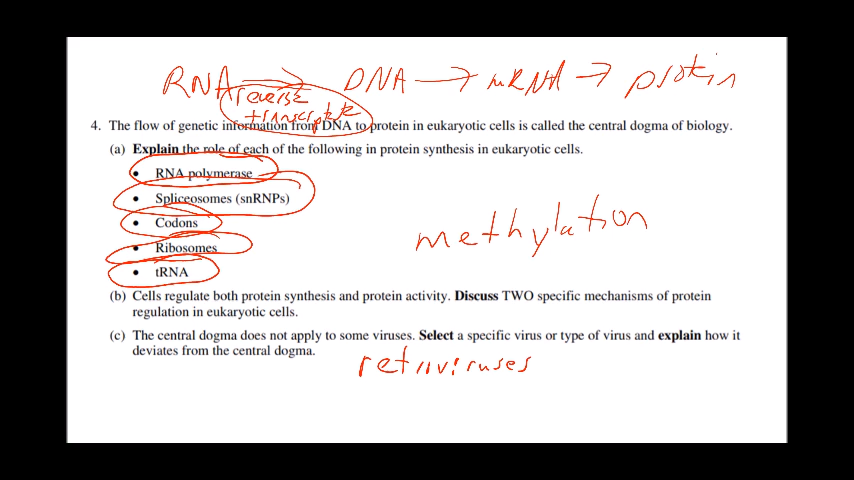 RNA → DNA → mRNA → protein
reverse
transcriptate
4. The flow of genetic information from DNA to protein in eukaryotic cells is called the central dogma of biology.
(a) Explain the role of each of the following in protein synthesis in eukaryotic cells.
• RNA polymerase
• Spliceosomes (snRNPs)
• Codons
• Ribosomes
• tRNA
methylation
(b) Cells regulate both protein synthesis and protein activity. Discuss TWO specific mechanisms of protein
regulation in eukaryotic cells.
(c) The central dogma does not apply to some viruses. Select a specific virus or type of virus and explain how it
deviates from the central dogma.
retroviruses